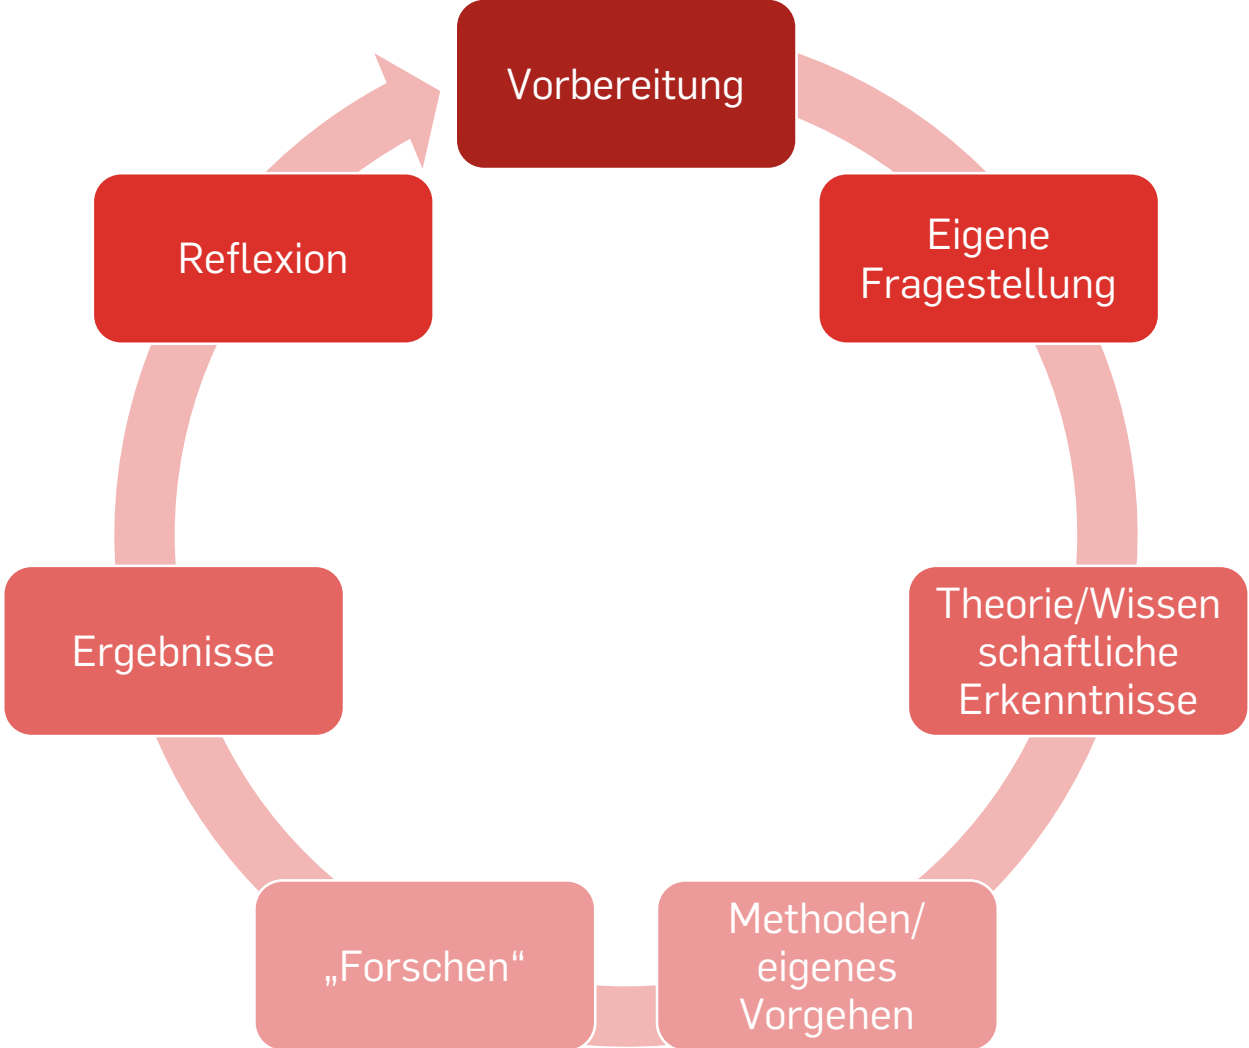 Vorbereitung
Eigene
Fragestellung
Theorie/Wissen
schaftliche
Erkenntnisse
Methoden/
eigenes
Vorgehen
„Forschen“
Ergebnisse
Reflexion